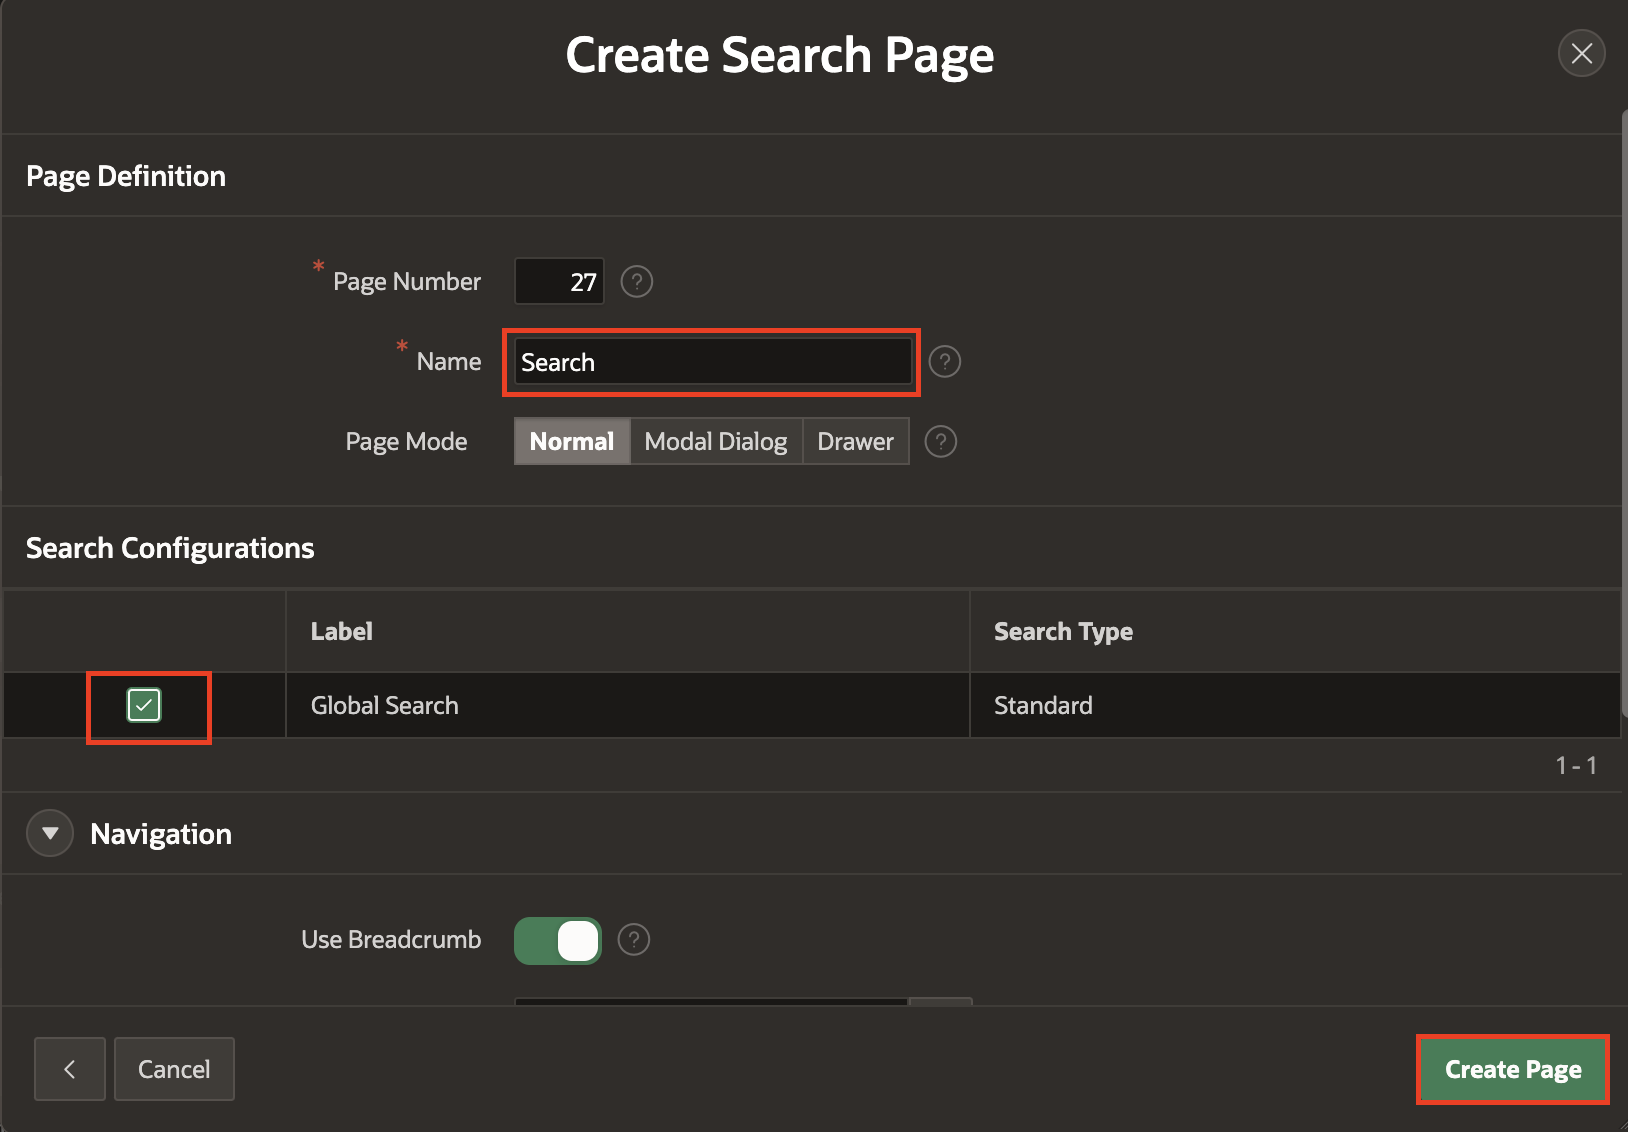 Create Search Page
Page Definition
* Page Number 27 ?
* Name Search ?
Page Mode Normal Modal Dialog Drawer ?
Search Configurations
Label Search Type
Global Search Standard
1 - 1
Navigation
Use Breadcrumb ?
Cancel Create Page